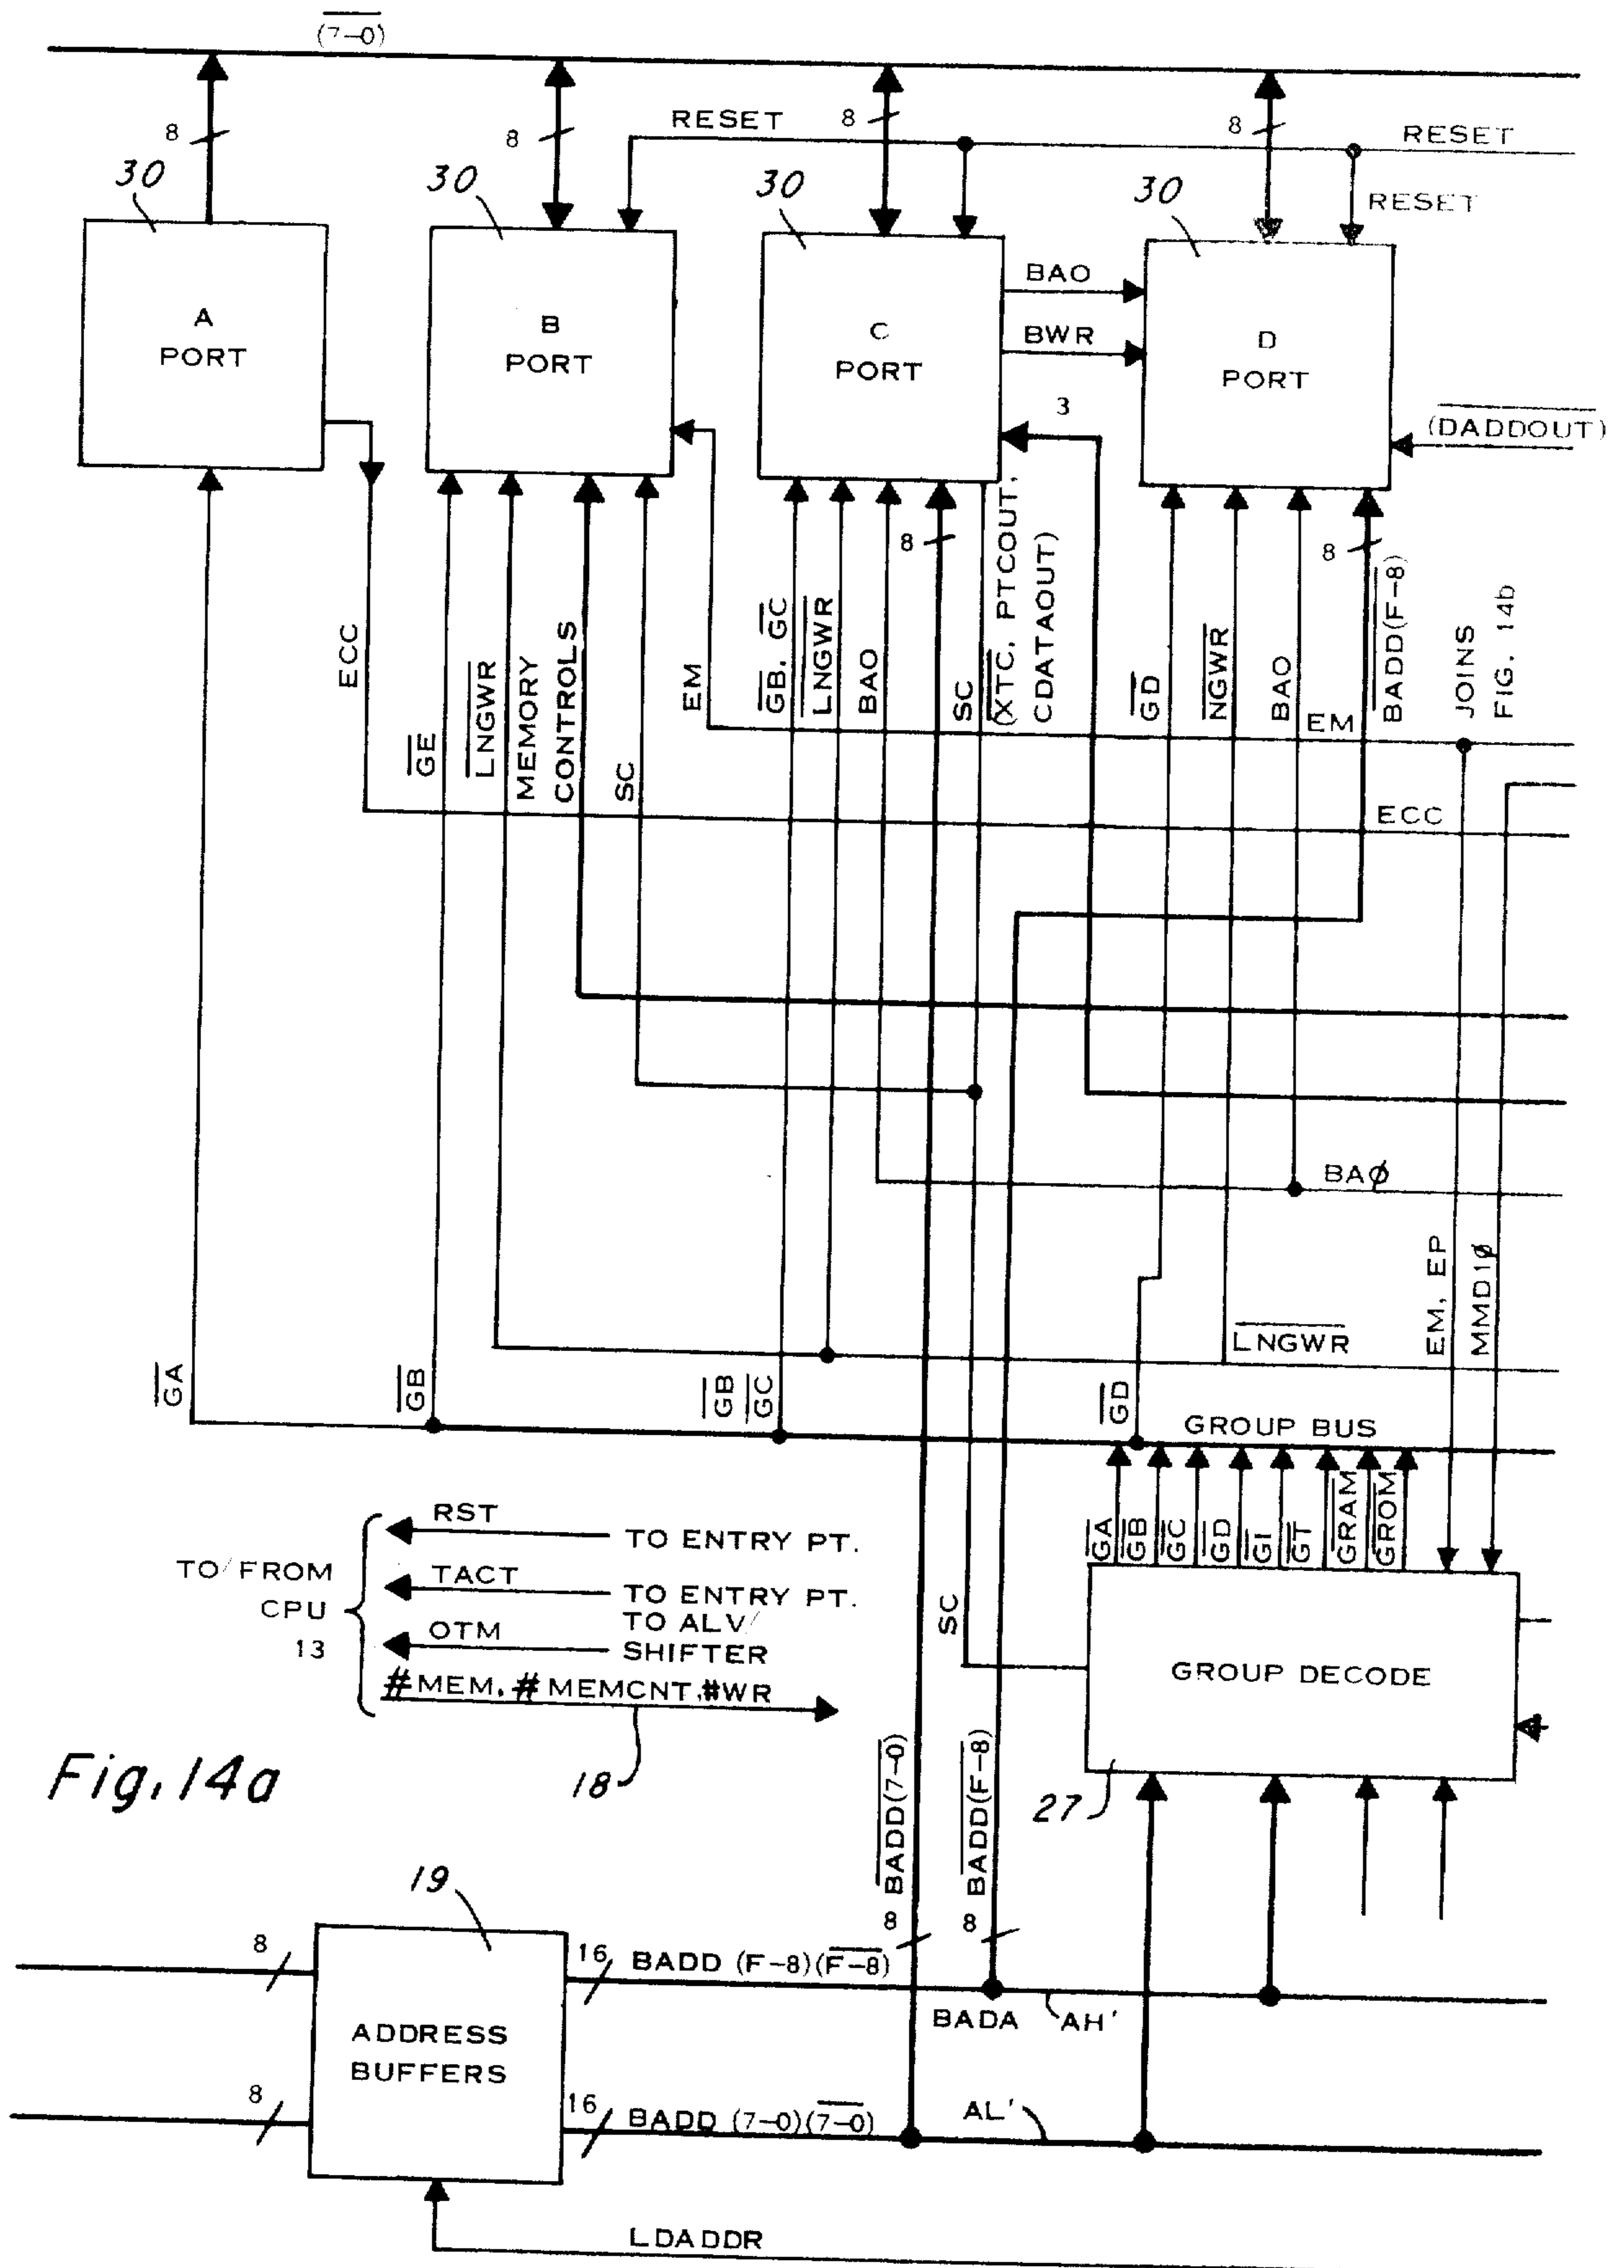 (7-0)
8
8
RESET
8
8
RESET
30
30
30
30
RESET
A
PORT
B
PORT
C
PORT
D
PORT
BAO
BWR
3
(DADDOUT)
8
8
ECC
GE
LNGWR
MEMORY
CONTROLS
SC
EM
GB, GC
LNGWR
BAO
SC
(XTC, PTCOUT,
CDATAOUT)
GD
NGWR
BAO
EM
BADD(F-8)
JOINS
FIG. 14b
ECC
BAØ
EM, EP
MMD1Ø
LNGWR
GA
GB
GB
GC
GD
GROUP BUS
GA
GB
GC
GD
GI
GT
GRAM
GROM
TO/FROM
CPU
13
RST
TO ENTRY PT.
TACT
TO ENTRY PT.
OTM
TO ALV/
SHIFTER
#MEM, #MEMCNT, #WR
18
SC
GROUP DECODE
27
Fig. 14a
BADD(7-0)
BADD(F-8)
19
8
8
8
16
BADD (F-8)(F-8)
BADA
AH'
ADDRESS
BUFFERS
8
16
BADD (7-0)(7-0)
AL'
LDADDR